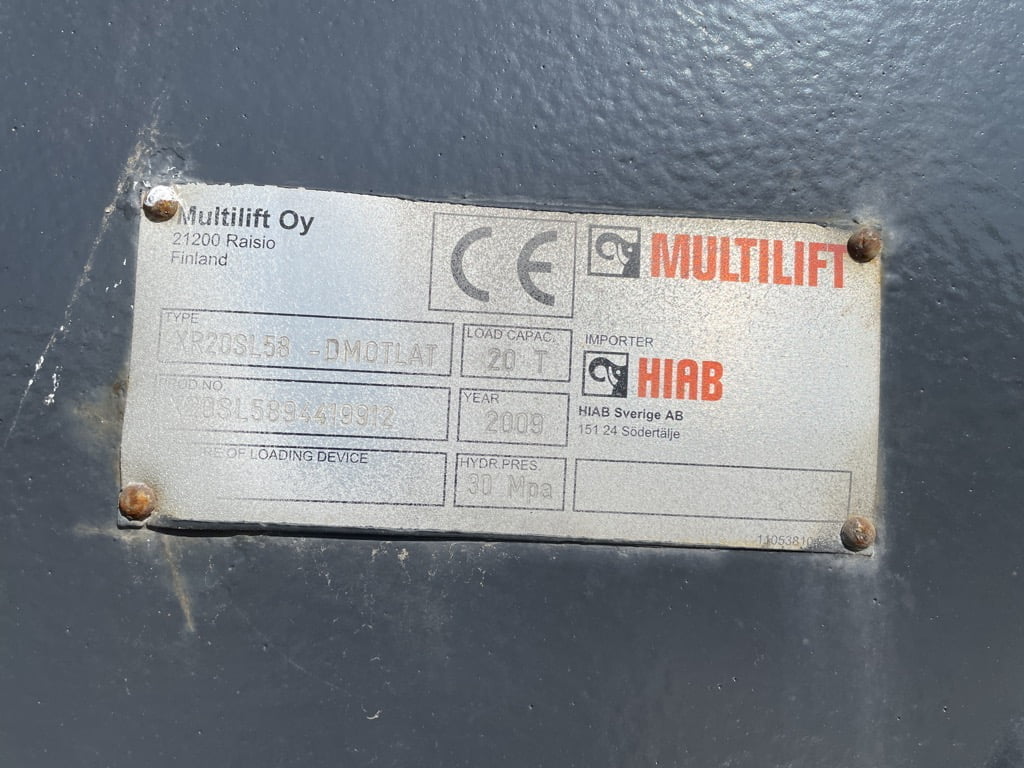 Multilift Oy
21200 Raisio
Finland
CE
MULTILIFT
TYPE
XR20SL58 -DMOTLAT
LOAD CAPAC.
20 T
IMPORTER
HIAB
HIAB Sverige AB
151 24 Södertälje
PROD.NO.
YEAR
2009
OF LOADING DEVICE
HYDR.PRES
30 Mpa